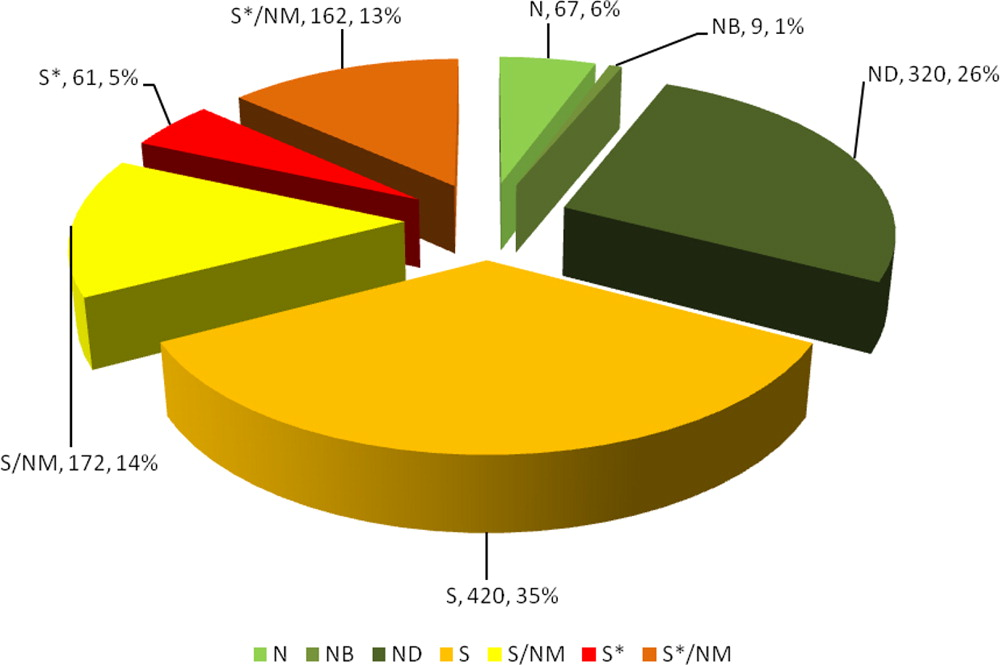 S*/NM, 162, 13%
N, 67, 6%
NB, 9, 1%
S*, 61, 5%
ND, 320, 26%
S/NM, 172, 14%
S, 420, 35%
N NB ND S S/NM S* S*/NM